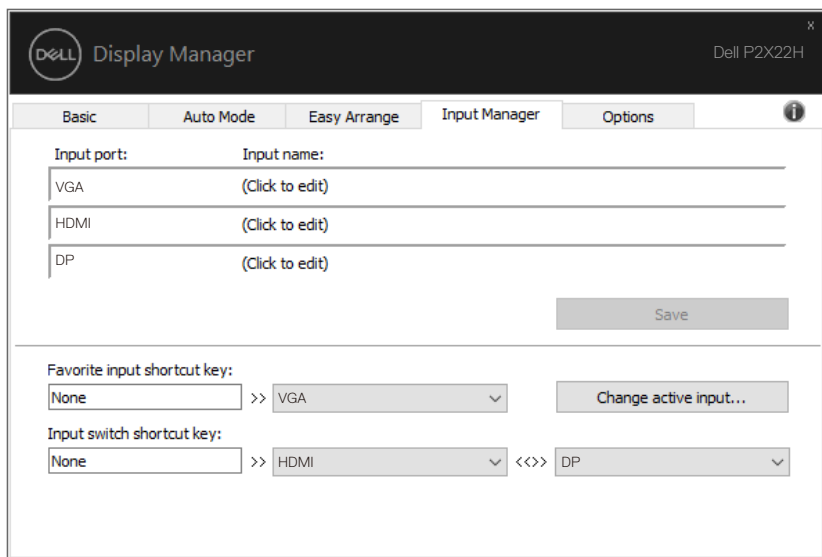 x
DELL Display Manager Dell P2X22H
Basic Auto Mode Easy Arrange Input Manager Options i
Input port: Input name:
VGA (Click to edit)
HDMI (Click to edit)
DP (Click to edit)
Save
Favorite input shortcut key:
None >> VGA Change active input...
Input switch shortcut key:
None >> HDMI <<>> DP